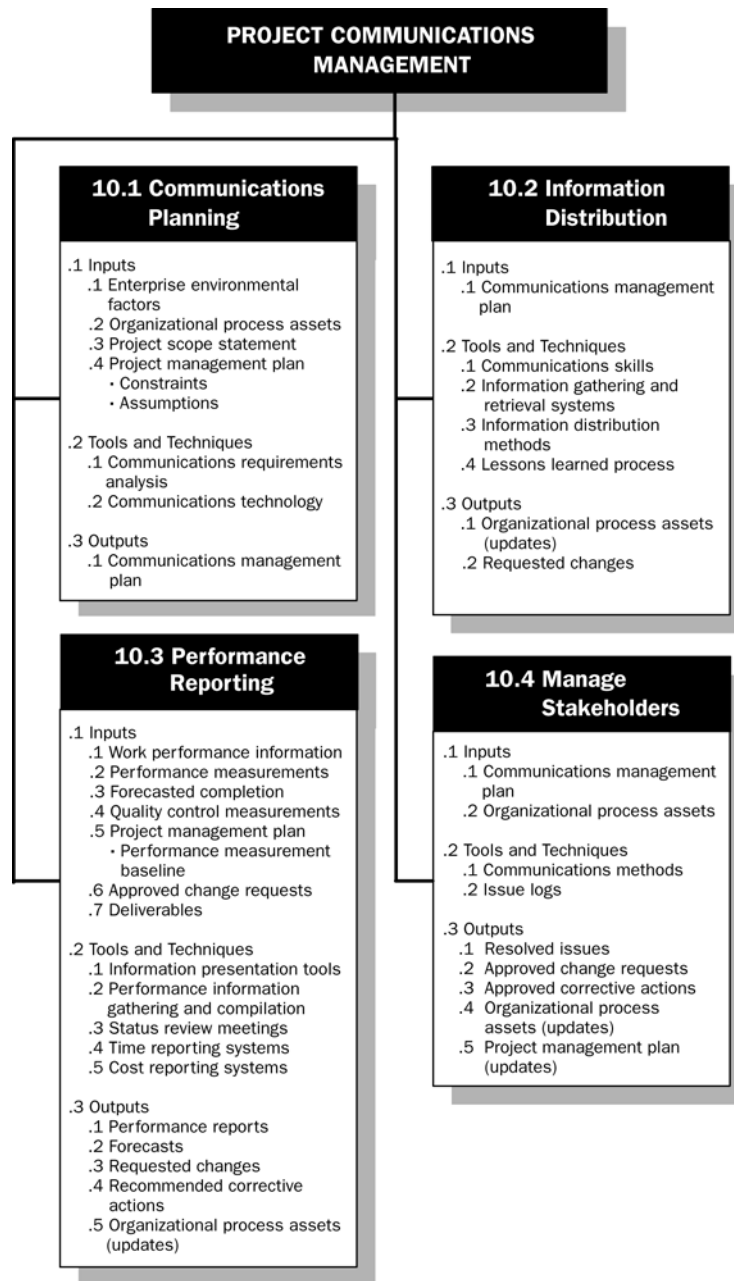 PROJECT COMMUNICATIONS
MANAGEMENT
10.1 Communications
Planning
.1 Inputs
.1 Enterprise environmental
factors
.2 Organizational process assets
.3 Project scope statement
.4 Project management plan
• Constraints
• Assumptions
.2 Tools and Techniques
.1 Communications requirements
analysis
.2 Communications technology
.3 Outputs
.1 Communications management
plan
10.2 Information
Distribution
.1 Inputs
.1 Communications management
plan
.2 Tools and Techniques
.1 Communications skills
.2 Information gathering and
retrieval systems
.3 Information distribution
methods
.4 Lessons learned process
.3 Outputs
.1 Organizational process assets
(updates)
.2 Requested changes
10.3 Performance
Reporting
.1 Inputs
.1 Work performance information
.2 Performance measurements
.3 Forecasted completion
.4 Quality control measurements
.5 Project management plan
• Performance measurement
baseline
.6 Approved change requests
.7 Deliverables
.2 Tools and Techniques
.1 Information presentation tools
.2 Performance information
gathering and compilation
.3 Status review meetings
.4 Time reporting systems
.5 Cost reporting systems
.3 Outputs
.1 Performance reports
.2 Forecasts
.3 Requested changes
.4 Recommended corrective
actions
.5 Organizational process assets
(updates)
10.4 Manage
Stakeholders
.1 Inputs
.1 Communications management
plan
.2 Organizational process assets
.2 Tools and Techniques
.1 Communications methods
.2 Issue logs
.3 Outputs
.1 Resolved issues
.2 Approved change requests
.3 Approved corrective actions
.4 Organizational process
assets (updates)
.5 Project management plan
(updates)